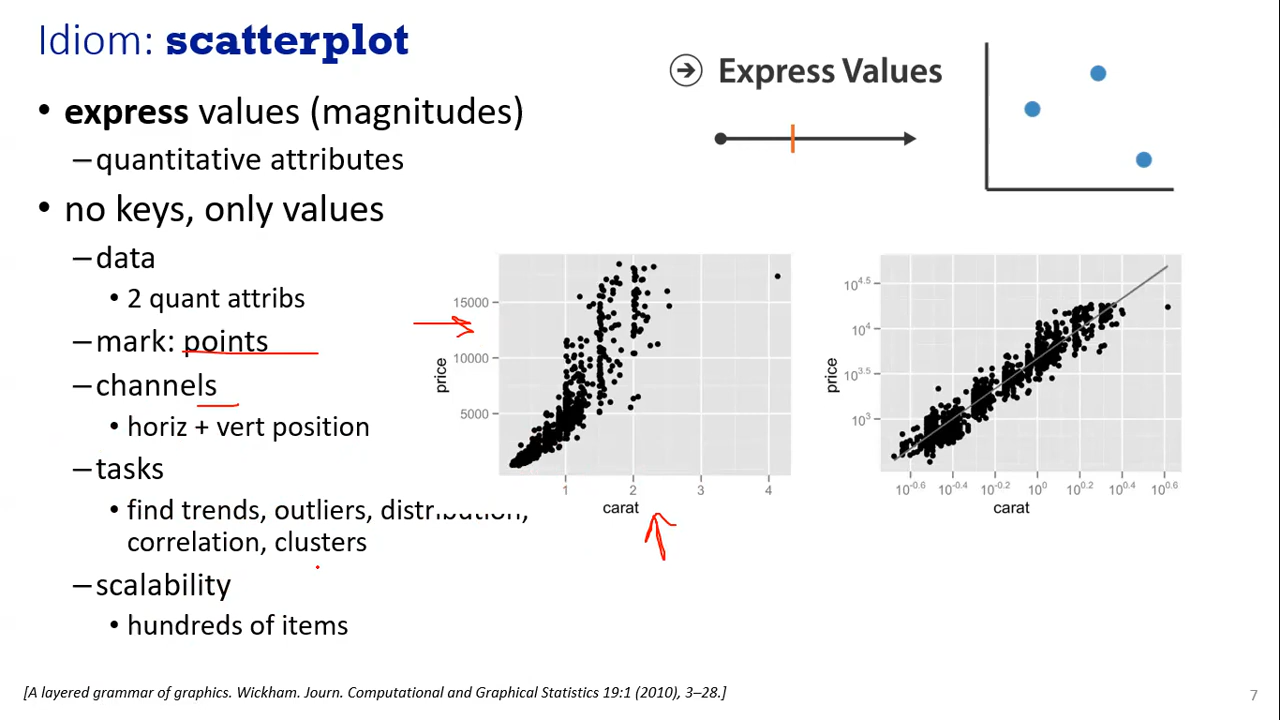 Idiom: scatterplot
• express values (magnitudes)
–quantitative attributes
• no keys, only values
–data
• 2 quant attribs
–mark: points
–channels
• horiz + vert position
–tasks
• find trends, outliers, distribution,
correlation, clusters
–scalability
• hundreds of items
Express Values
15000
10000
5000
price
1 2 3 4
carat
10^4.5
10^4
10^3.5
10^3
price
10^-0.6 10^-0.4 10^-0.2 10^0 10^0.2 10^0.4 10^0.6
carat
[A layered grammar of graphics. Wickham. Journ. Computational and Graphical Statistics 19:1 (2010), 3–28.]
7